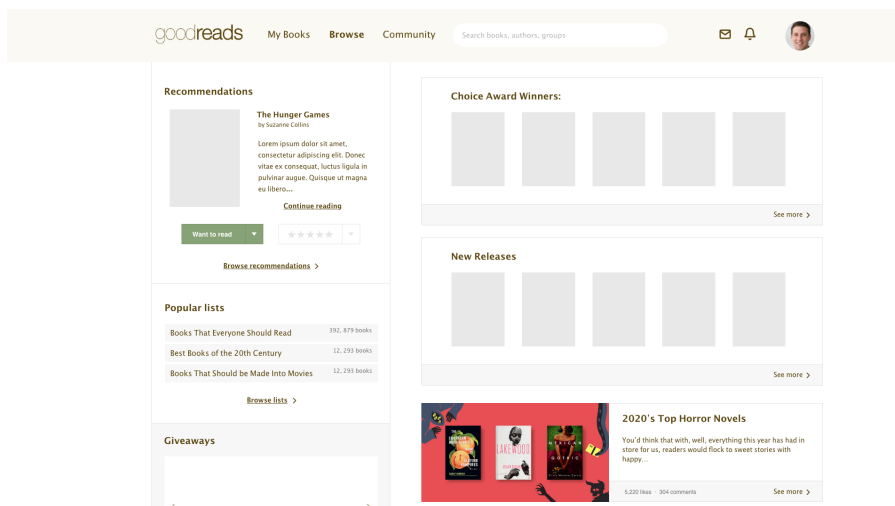 goodreads
My Books
Browse
Community
Search books, authors, groups
Recommendations
The Hunger Games
by Suzanne Collins
Lorem ipsum dolor sit amet,
consectetur adipiscing elit. Donec
vitae ex consequat, luctus ligula in
pulvinar augue. Quisque ut magna
eu libero...
Continue reading
Want to read
Browse recommendations
Popular lists
Books That Everyone Should Read 392, 879 books
Best Books of the 20th Century 12, 293 books
Books That Should be Made Into Movies 12, 293 books
Browse lists
Giveaways
Choice Award Winners:
See more
New Releases
See more
LAKEWOOD
MEXICAN
GOTHIC
2020's Top Horror Novels
You'd think that with, well, everything this year has had in
store for us, readers would flock to sweet stories with
happy...
5,220 likes · 304 comments
See more